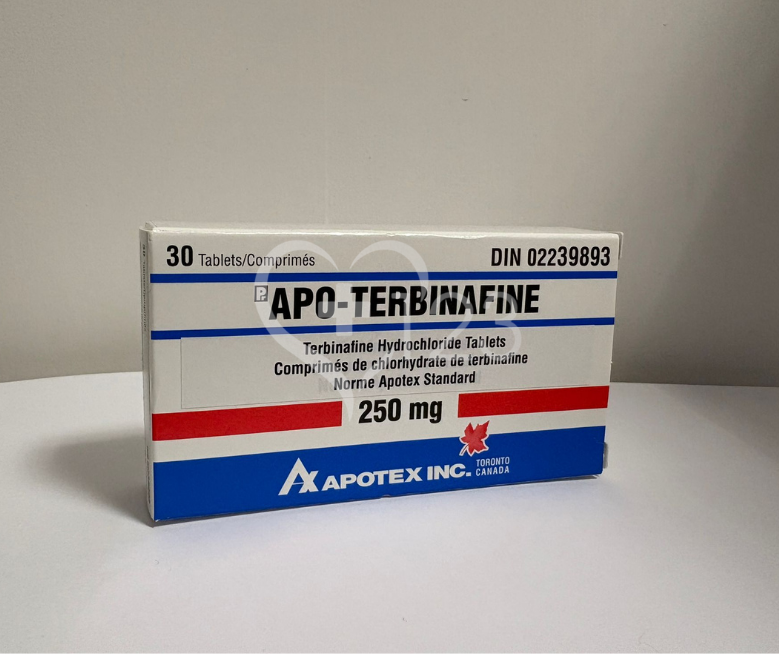 30 Tablets/Comprimés
DIN 02239893
Pr APO-TERBINAFINE
Terbinafine Hydrochloride Tablets
Comprimés de chlorhydrate de terbinafine
Norme Apotex Standard
250 mg
APOTEX INC.
TORONTO
CANADA